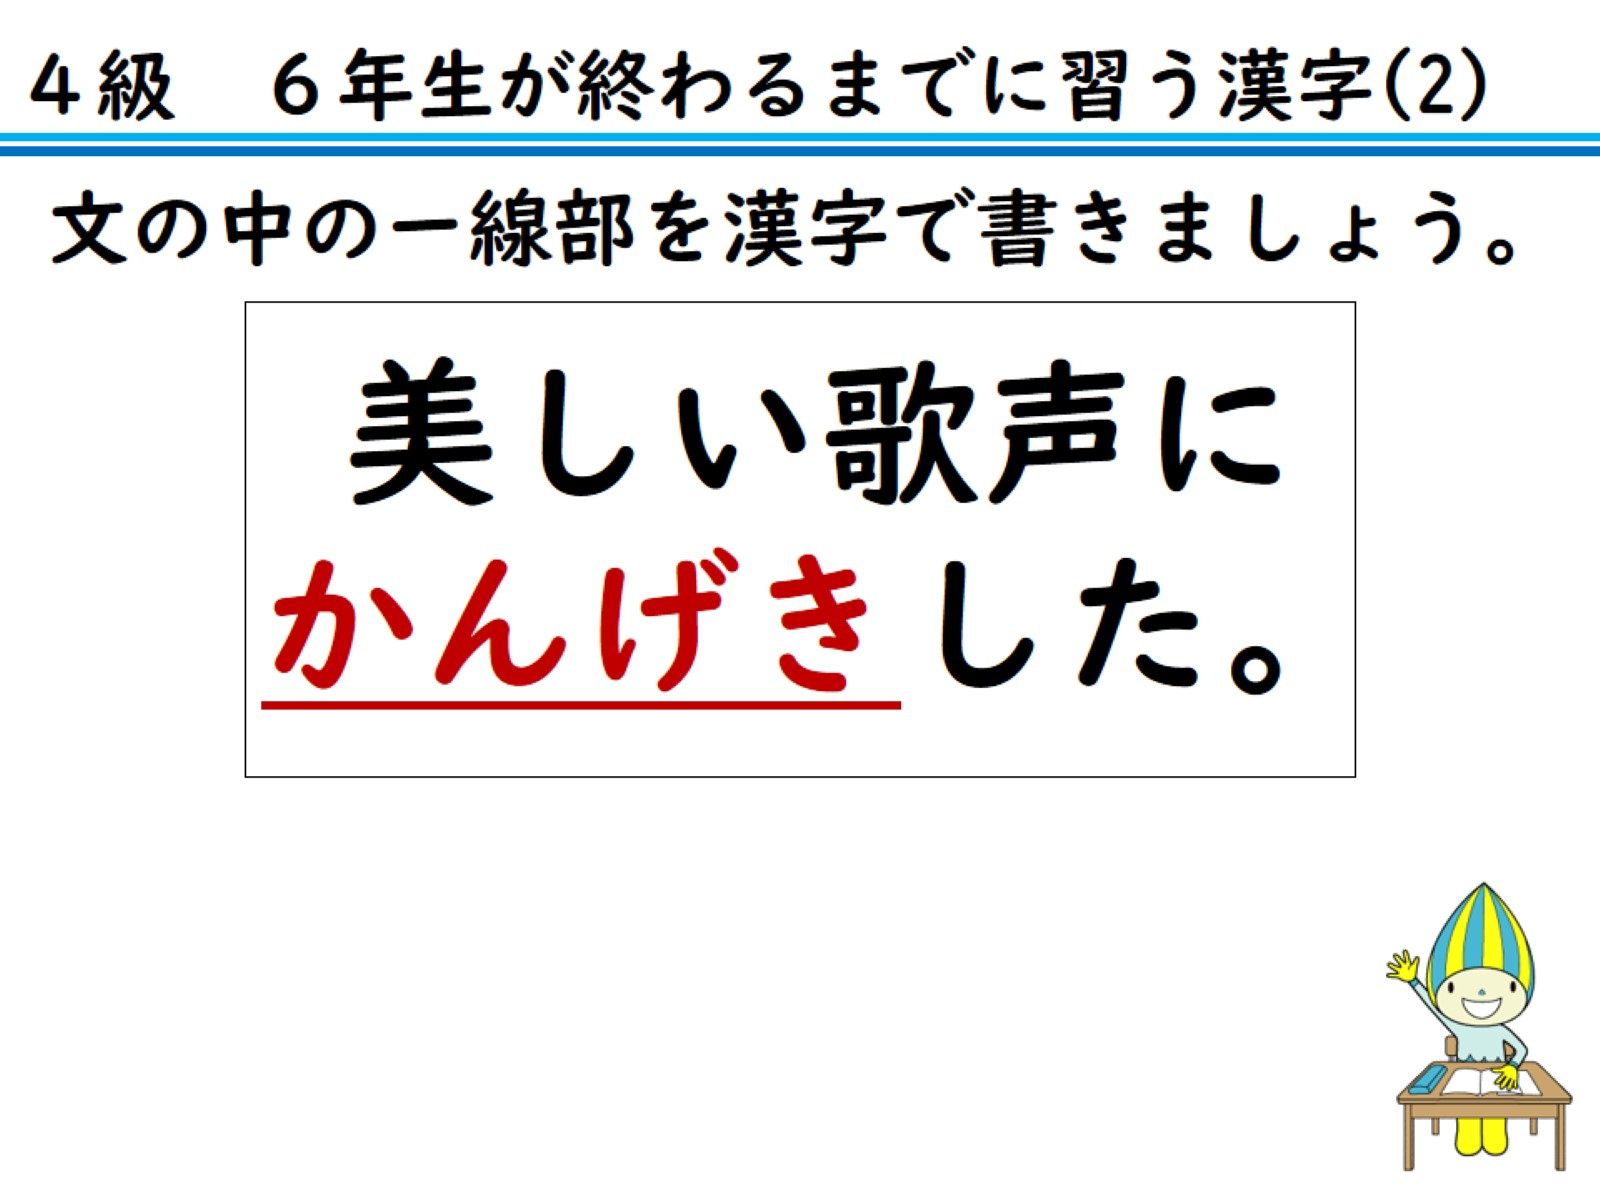 ４級　６年生が終わるまでに習う漢字(2)
文の中の―線部を漢字で書きましょう。
美しい歌声に
かんげきした。